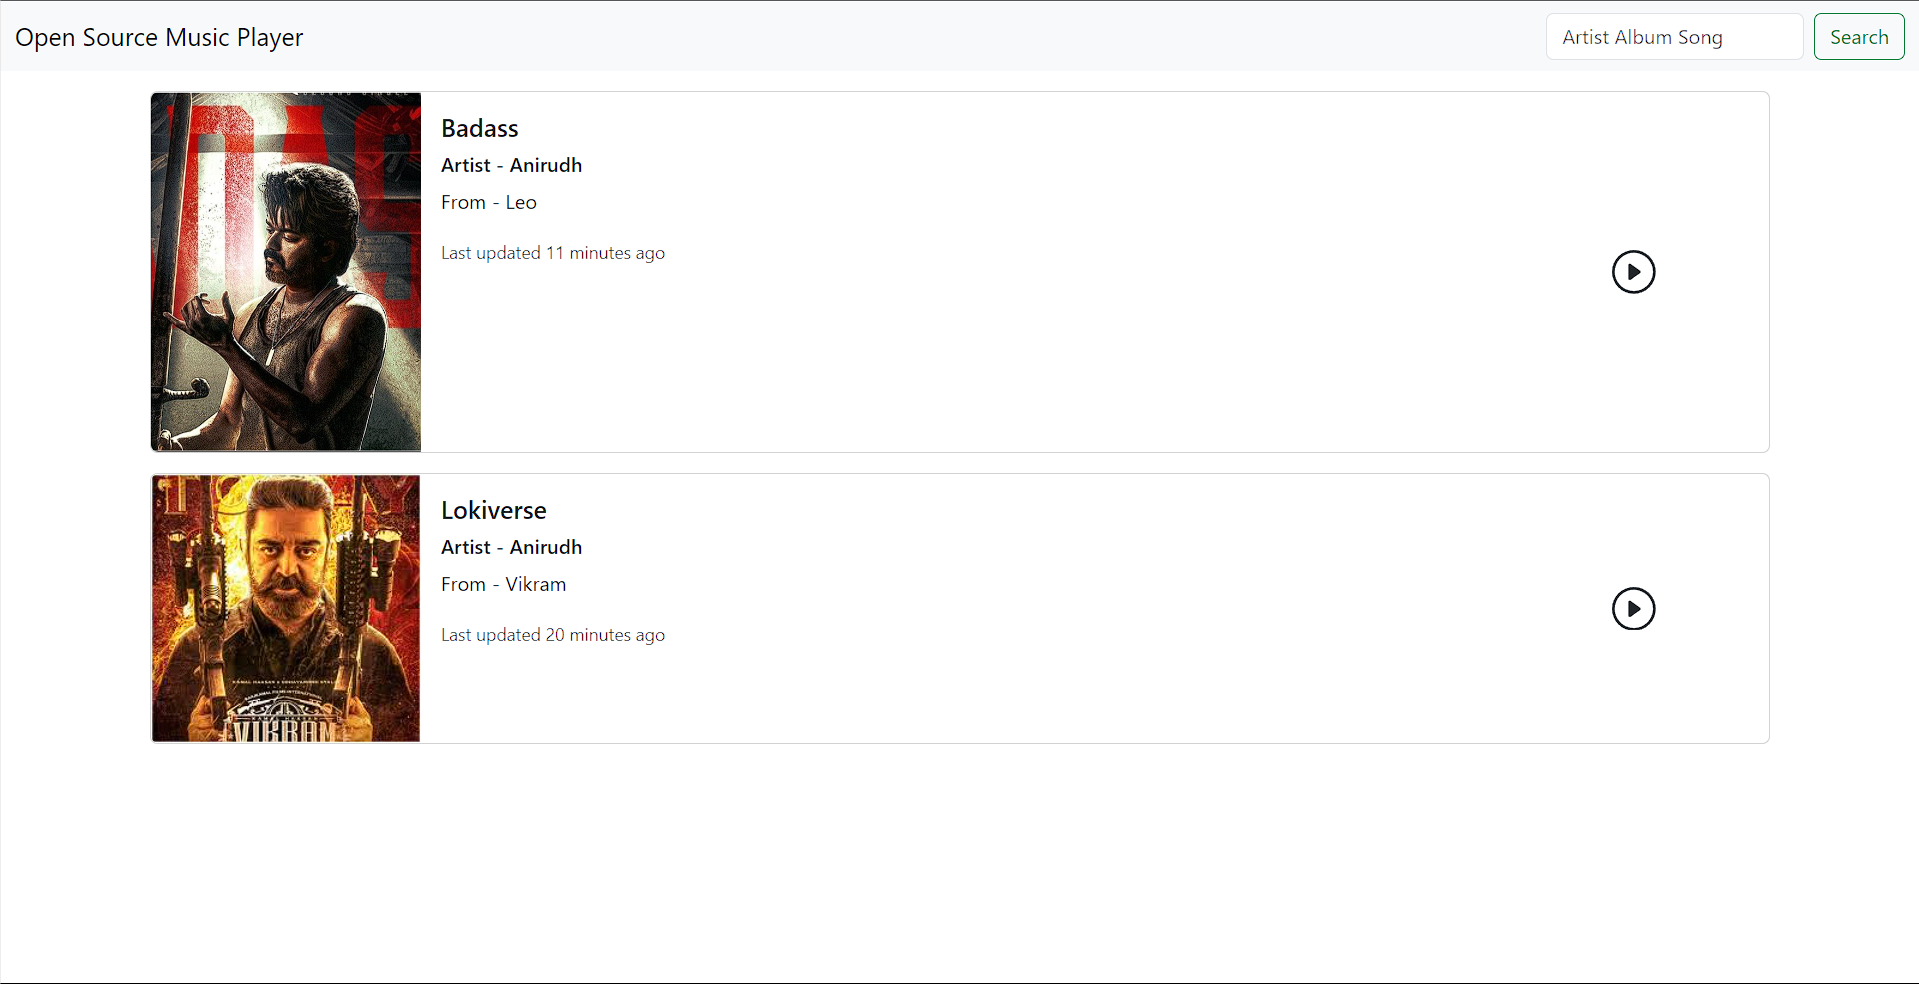 Open Source Music Player
Artist Album Song
Search
Badass
Artist - Anirudh
From - Leo
Last updated 11 minutes ago
Lokiverse
Artist - Anirudh
From - Vikram
Last updated 20 minutes ago
VIKRAM